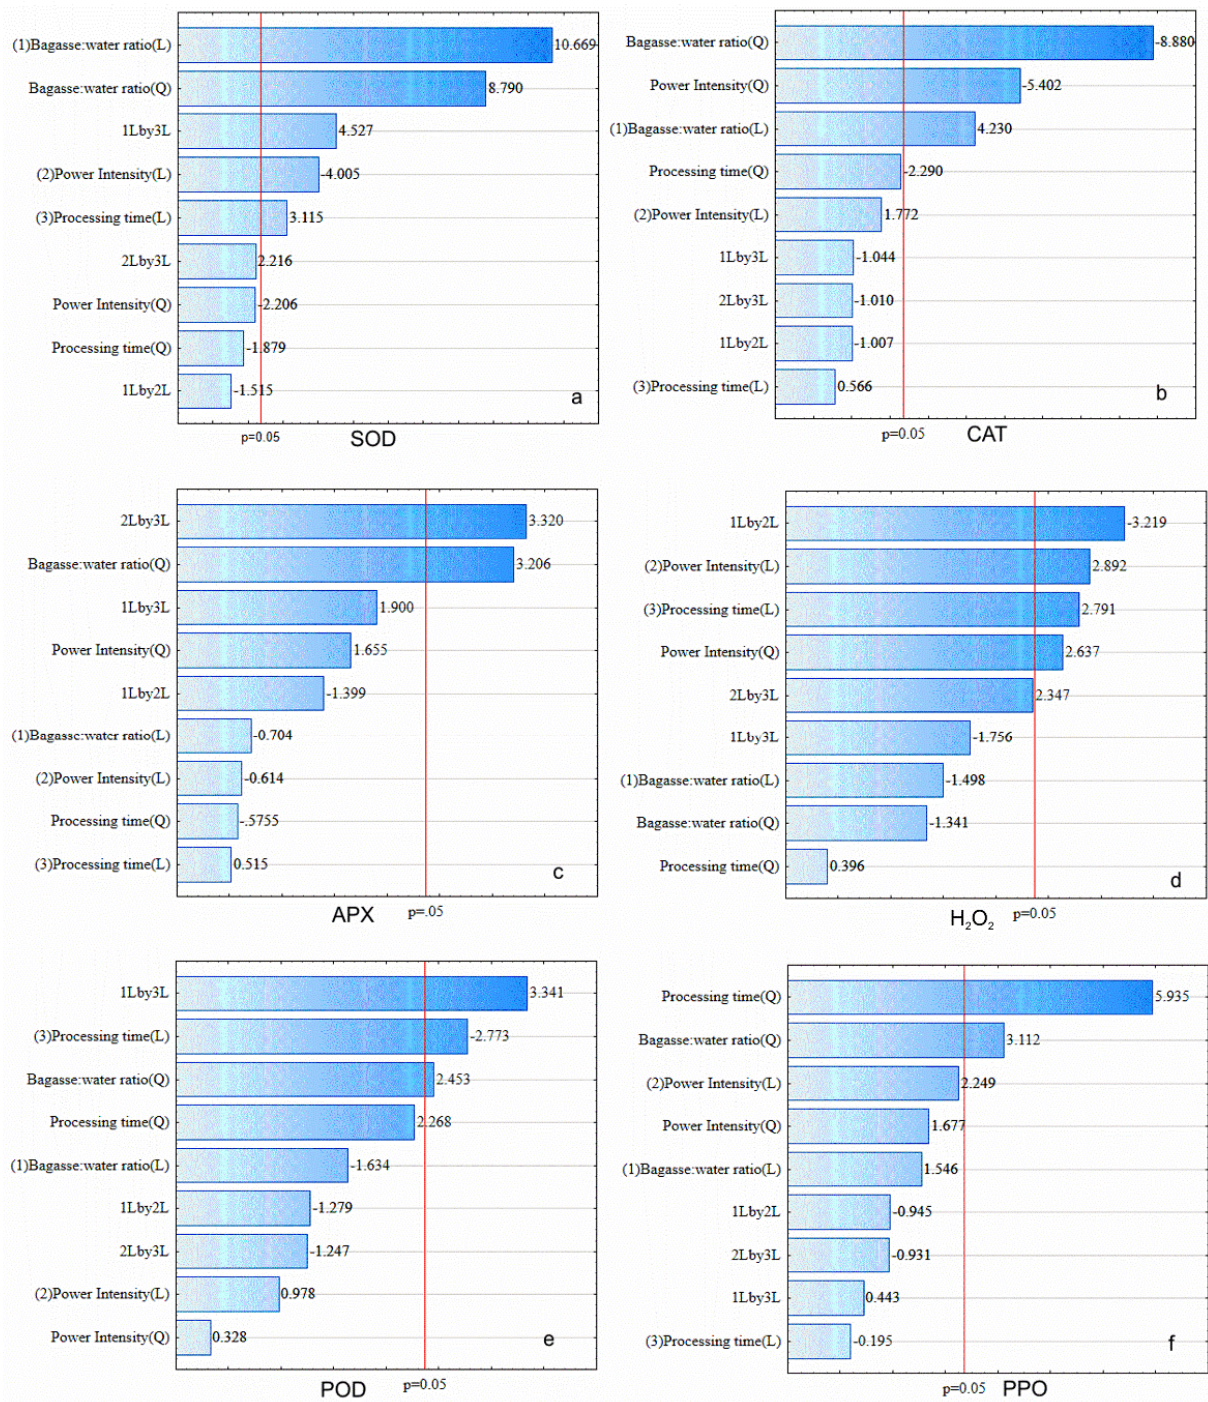 (1)Bagasse:water ratio(L) 10.669
Bagasse:water ratio(Q) 8.790
1Lby3L 4.527
(2)Power Intensity(L) -4.005
(3)Processing time(L) 3.115
2Lby3L 2.216
Power Intensity(Q) -2.206
Processing time(Q) -1.879
1Lby2L -1.515
a
p=0.05
SOD
Bagasse:water ratio(Q) -8.880
Power Intensity(Q) -5.402
(1)Bagasse:water ratio(L) 4.230
Processing time(Q) -2.290
(2)Power Intensity(L) 1.772
1Lby3L -1.044
2Lby3L -1.010
1Lby2L -1.007
(3)Processing time(L) 0.566
b
p=0.05
CAT
2Lby3L 3.320
Bagasse:water ratio(Q) 3.206
1Lby3L 1.900
Power Intensity(Q) 1.655
1Lby2L -1.399
(1)Bagasse:water ratio(L) -0.704
(2)Power Intensity(L) -0.614
Processing time(Q) -.5755
(3)Processing time(L) 0.515
c
APX
p=.05
1Lby2L -3.219
(2)Power Intensity(L) 2.892
(3)Processing time(L) 2.791
Power Intensity(Q) 2.637
2Lby3L 2.347
1Lby3L -1.756
(1)Bagasse:water ratio(L) -1.498
Bagasse:water ratio(Q) -1.341
Processing time(Q) 0.396
d
H₂O₂
p=0.05
1Lby3L 3.341
(3)Processing time(L) -2.773
Bagasse:water ratio(Q) 2.453
Processing time(Q) 2.268
(1)Bagasse:water ratio(L) -1.634
1Lby2L -1.279
2Lby3L -1.247
(2)Power Intensity(L) 0.978
Power Intensity(Q) 0.328
e
POD
p=0.05
Processing time(Q) 5.935
Bagasse:water ratio(Q) 3.112
(2)Power Intensity(L) 2.249
Power Intensity(Q) 1.677
(1)Bagasse:water ratio(L) 1.546
1Lby2L -0.945
2Lby3L -0.931
1Lby3L 0.443
(3)Processing time(L) -0.195
f
p=0.05
PPO